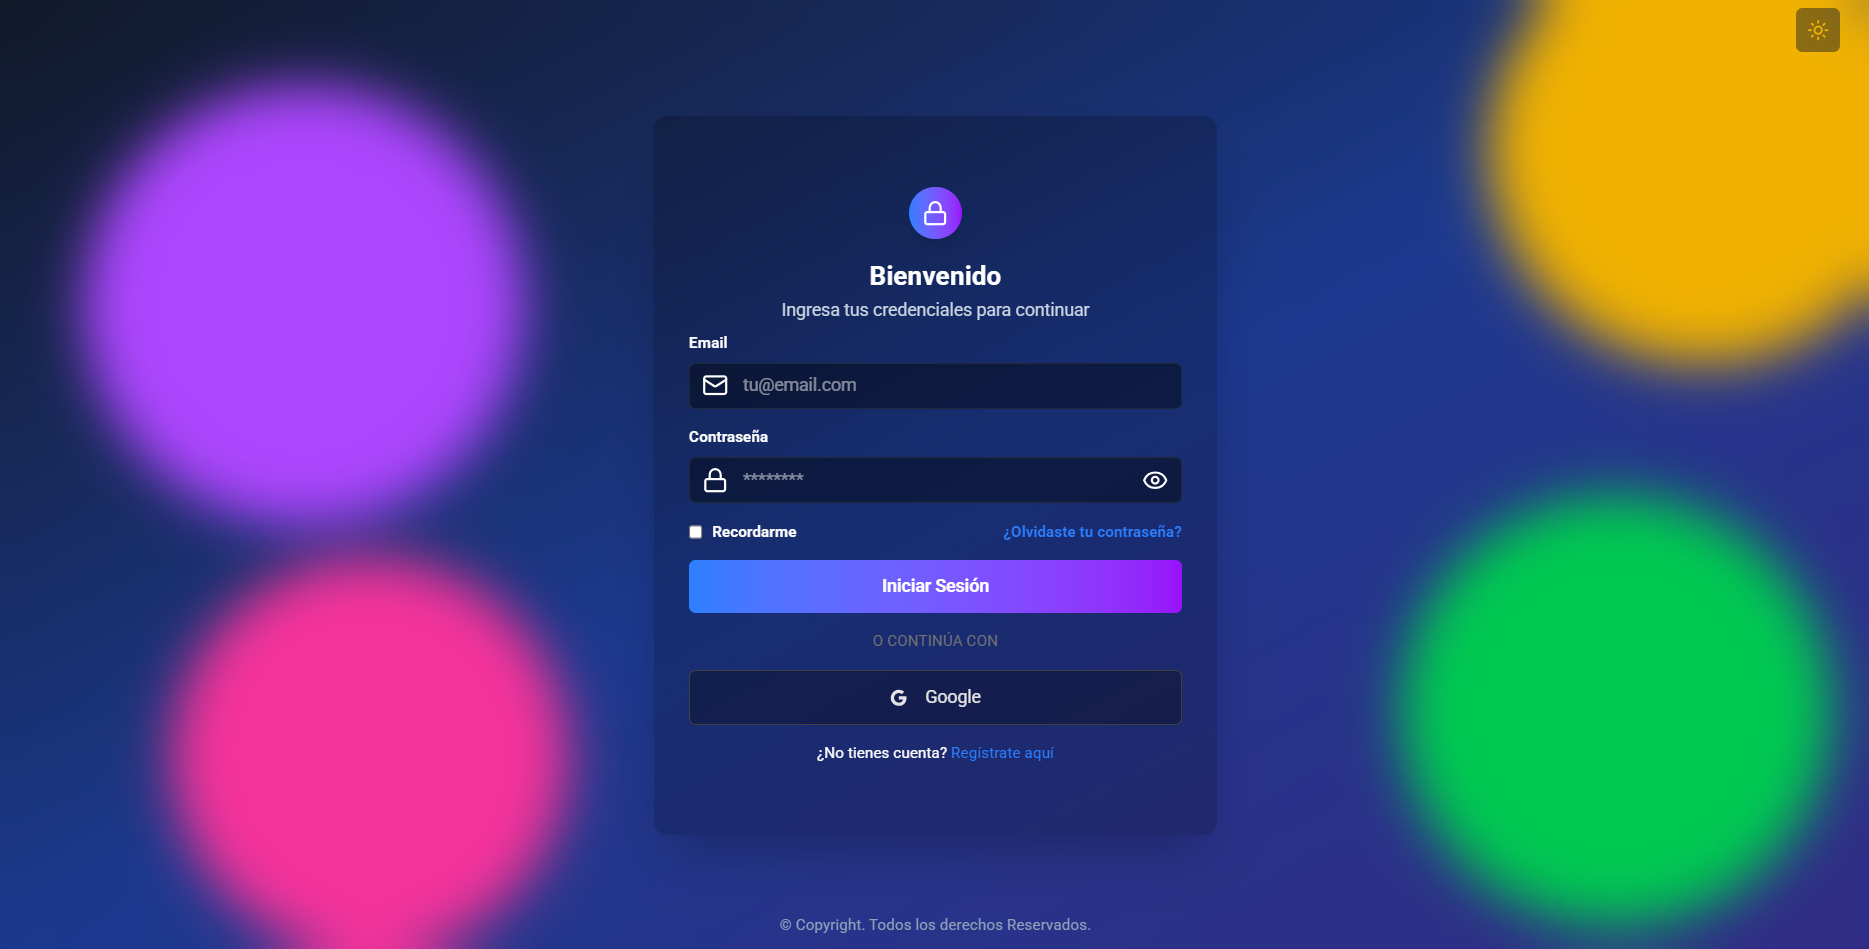 Bienvenido
Ingresa tus credenciales para continuar
Email
tu@email.com
Contraseña
********
Recordarme
¿Olvidaste tu contraseña?
Iniciar Sesión
O CONTINÚA CON
Google
¿No tienes cuenta? Regístrate aquí
© Copyright. Todos los derechos Reservados.